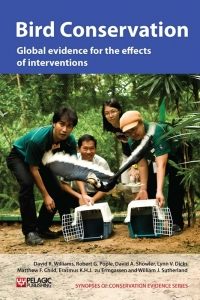 Bird Conservation
Global evidence for the effects
of interventions
David R. Williams, Robert G. Pople, David A. Showler, Lynn V. Dicks,
Matthew F. Child, Erasmus K.H.J. zu Ermgassen and William J. Sutherland
PELAGIC
PUBLISHING
SYNOPSES OF CONSERVATION EVIDENCE SERIES